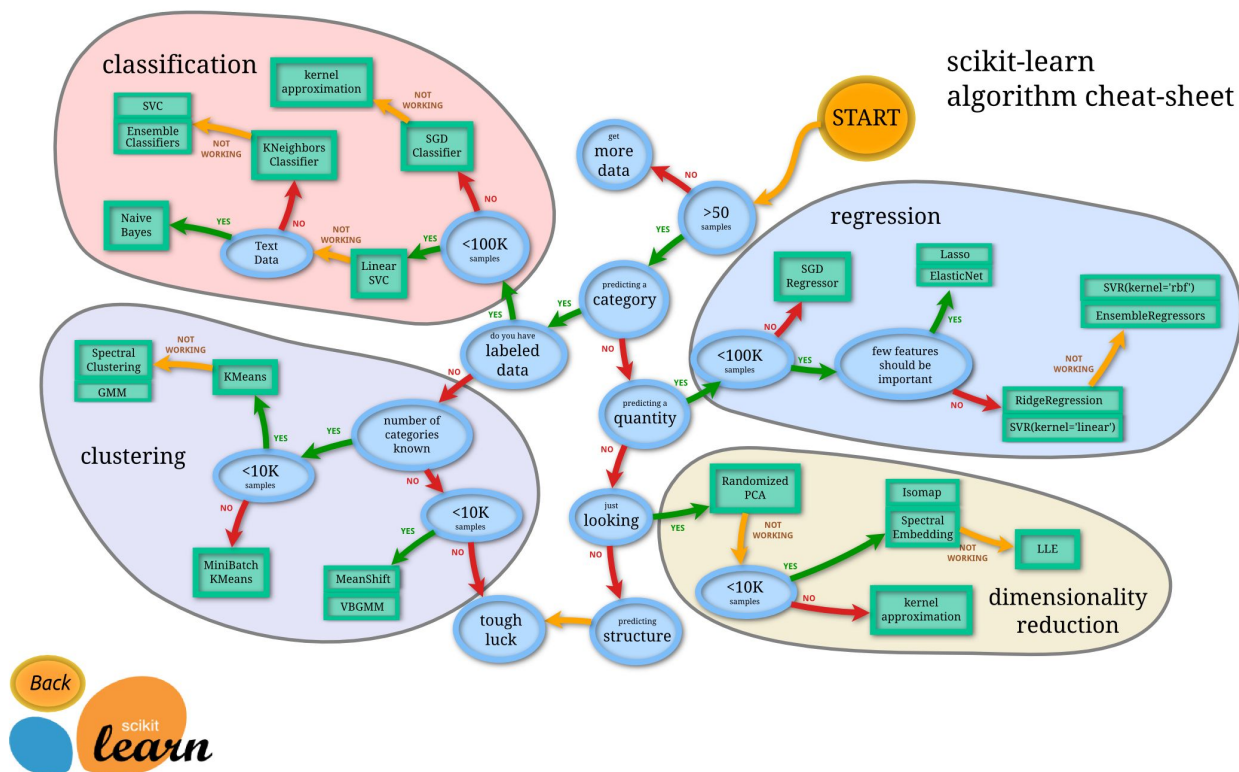 scikit-learn
algorithm cheat-sheet
START
get
more
data
NO
>50
samples
YES
predicting a
category
YES
NO
do you have
labeled
data
YES
NO
predicting a
quantity
YES
NO
just
looking
YES
NO
predicting
structure
tough
luck
classification
kernel
approximation
NOT
WORKING
SGD
Classifier
NO
<100K
samples
YES
Linear
SVC
NOT
WORKING
Text
Data
YES
Naive
Bayes
NO
KNeighbors
Classifier
NOT
WORKING
SVC
Ensemble
Classifiers
regression
<100K
samples
NO
SGD
Regressor
YES
few features
should be
important
YES
Lasso
ElasticNet
NO
RidgeRegression
SVR(kernel='linear')
NOT
WORKING
SVR(kernel='rbf')
EnsembleRegressors
clustering
number of
categories
known
YES
NO
<10K
samples
YES
KMeans
NOT
WORKING
Spectral
Clustering
GMM
NO
MiniBatch
KMeans
<10K
samples
YES
MeanShift
VBGMM
NO
dimensionality
reduction
Randomized
PCA
NOT
WORKING
<10K
samples
YES
Isomap
Spectral
Embedding
NOT
WORKING
LLE
NO
kernel
approximation
Back
scikit
learn